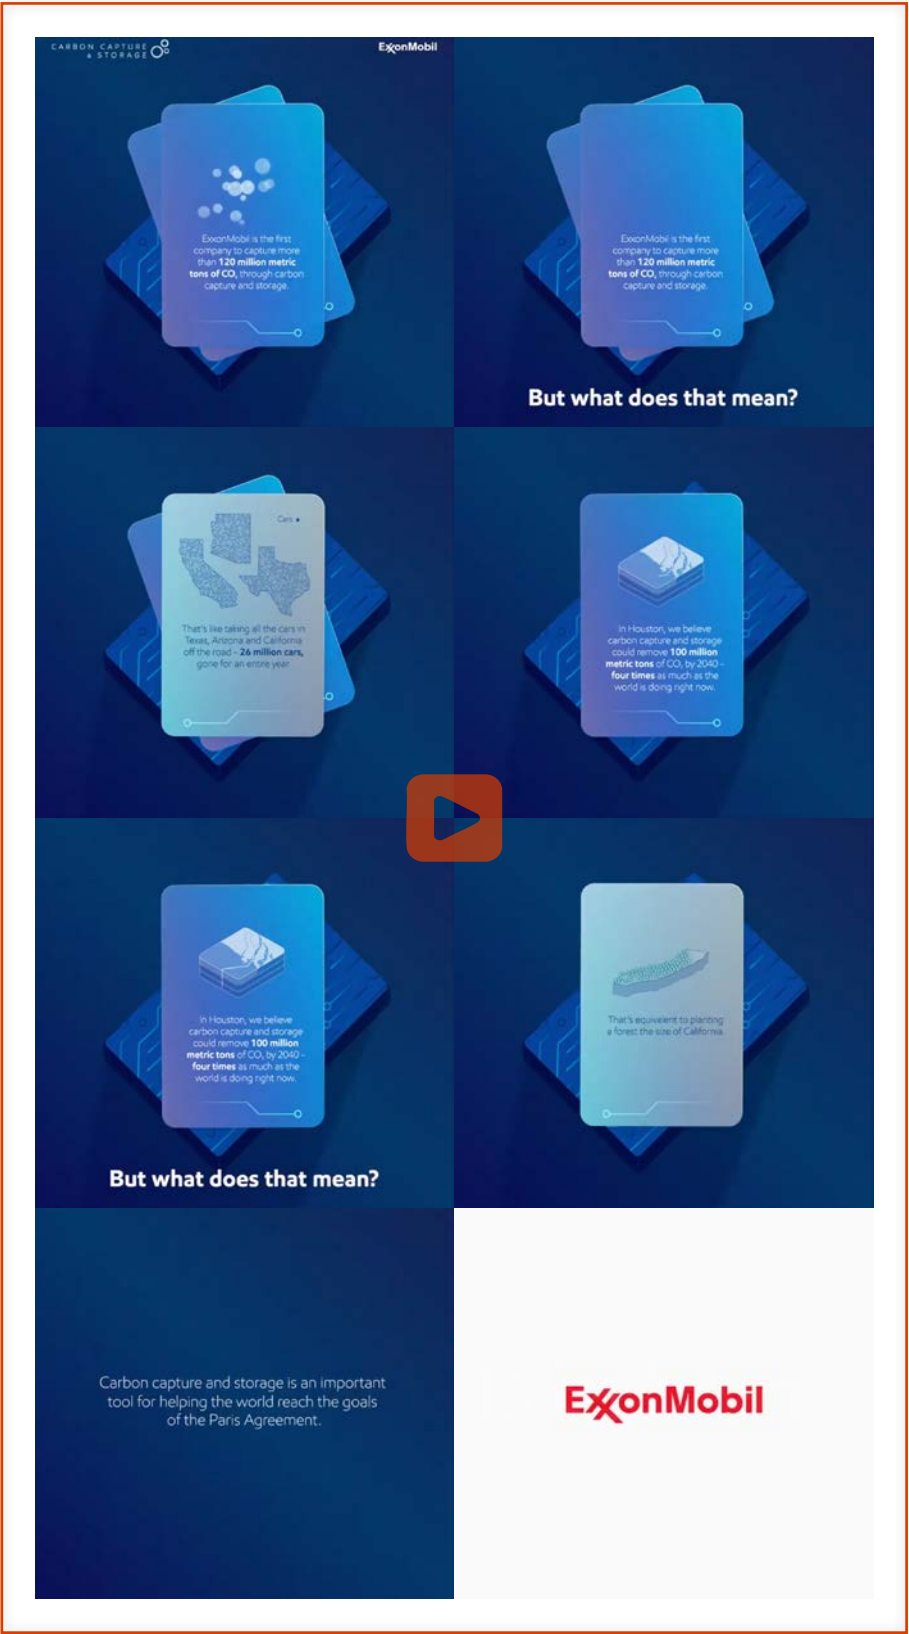 CARBON CAPTURE
& STORAGE
ExxonMobil
ExxonMobil is the first
company to capture more
than 120 million metric
tons of CO₂ through carbon
capture and storage.
ExxonMobil is the first
company to capture more
than 120 million metric
tons of CO₂ through carbon
capture and storage.
But what does that mean?
Cars
That's like taking all the cars in
Texas, Arizona and California
off the road - 26 million cars,
gone for an entire year.
In Houston, we believe
carbon capture and storage
could remove 100 million
metric tons of CO₂ by 2040 -
four times as much as the
world is doing right now.
In Houston, we believe
carbon capture and storage
could remove 100 million
metric tons of CO₂ by 2040 -
four times as much as the
world is doing right now.
But what does that mean?
That's equivalent to planting
a forest the size of California.
Carbon capture and storage is an important
tool for helping the world reach the goals
of the Paris Agreement.
ExxonMobil